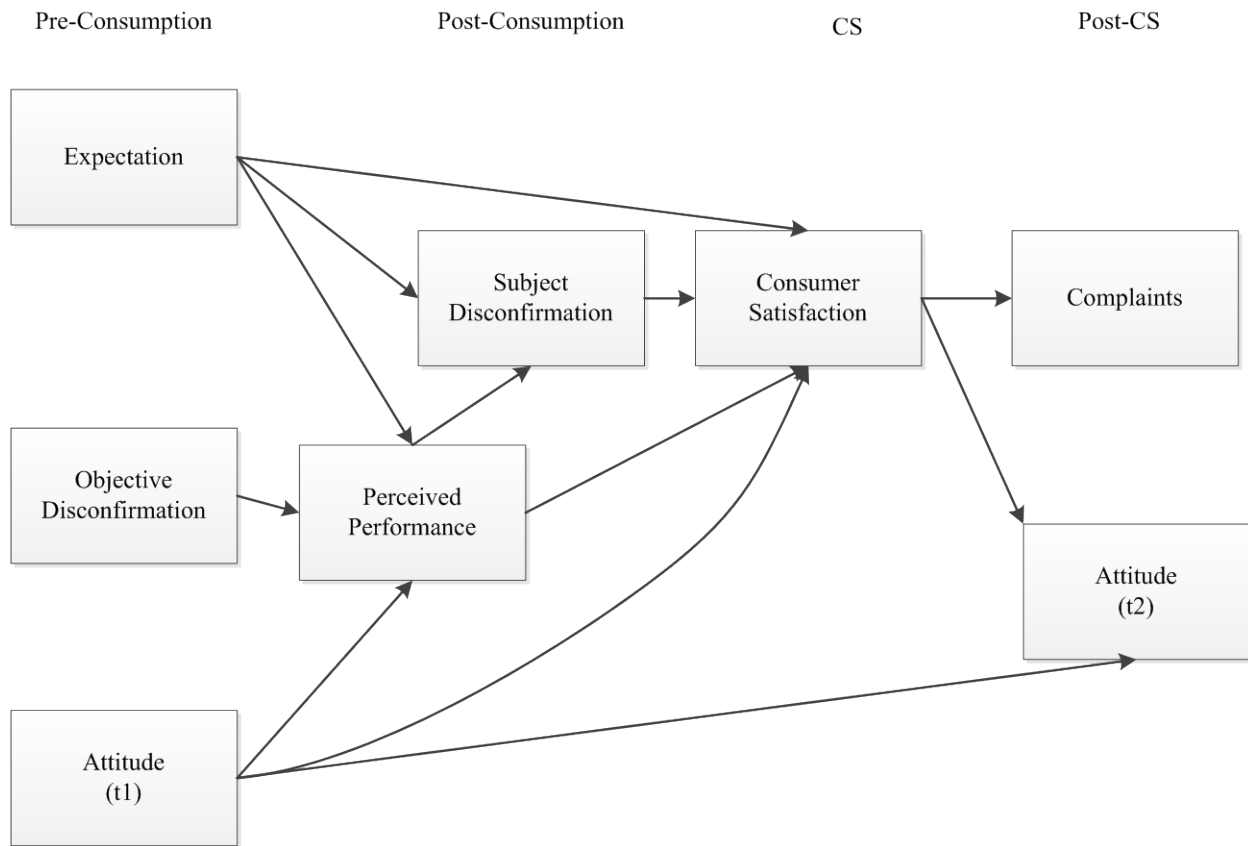 Pre-Consumption
Post-Consumption
CS
Post-CS
Expectation
Subject
Disconfirmation
Consumer
Satisfaction
Complaints
Objective
Disconfirmation
Perceived
Performance
Attitude
(t2)
Attitude
(t1)